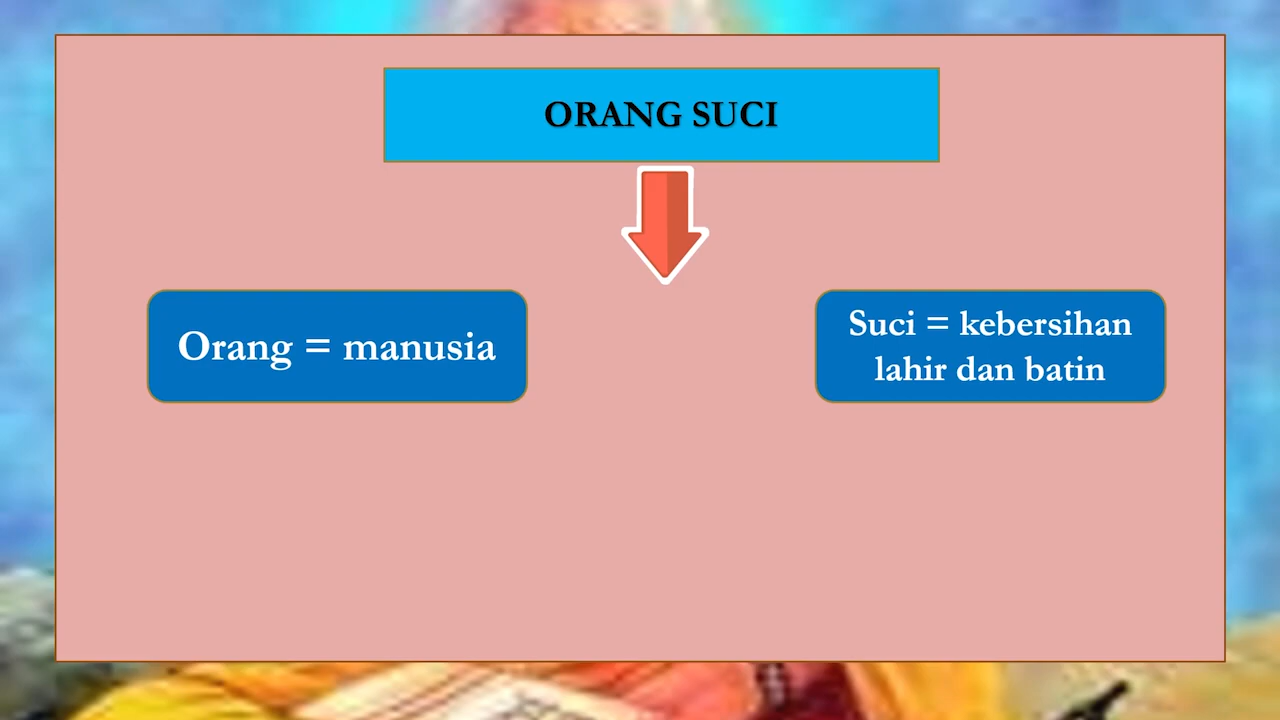 ORANG SUCI
Orang = manusia
Suci = kebersihan
lahir dan batin